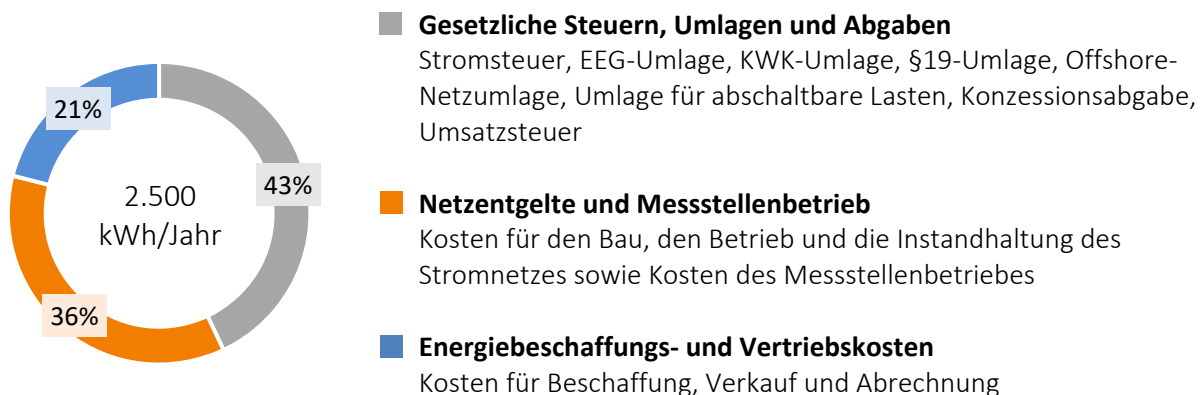 21%
43%
36%
2.500
kWh/Jahr
Gesetzliche Steuern, Umlagen und Abgaben
Stromsteuer, EEG-Umlage, KWK-Umlage, §19-Umlage, Offshore-
Netzumlage, Umlage für abschaltbare Lasten, Konzessionsabgabe,
Umsatzsteuer
Netzentgelte und Messstellenbetrieb
Kosten für den Bau, den Betrieb und die Instandhaltung des
Stromnetzes sowie Kosten des Messstellenbetriebes
Energiebeschaffungs- und Vertriebskosten
Kosten für Beschaffung, Verkauf und Abrechnung